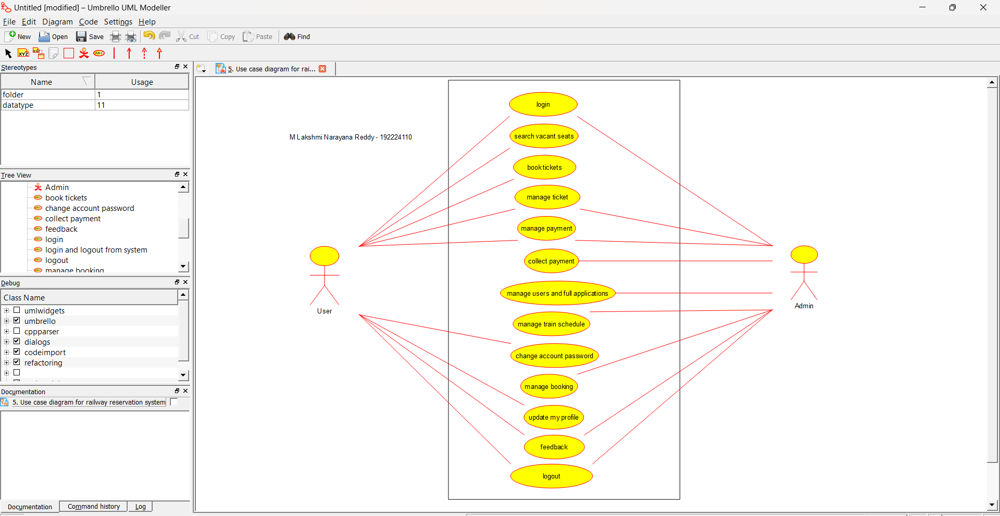 Untitled [modified] – Umbrello UML Modeller
File Edit Diagram Code Settings Help
New Open Save Cut Copy Paste Find
XYZ XYZ ABC
Stereotypes
Name Usage
folder 1
datatype 11
Tree View
Admin
book tickets
change account password
collect payment
feedback
login
login and logout from system
logout
manage booking
Debug
Class Name
umlwidgets
umbrello
cppparser
dialogs
codeimport
refactoring
Documentation
5. Use case diagram for railway reservation system
Documentation Command history Log
5. Use case diagram for rai...
M Lakshmi Narayana Reddy - 192224110
login
search vacant seats
book tickets
manage ticket
manage payment
collect payment
manage users and full applications
manage train schedule
change account password
manage booking
update my profile
feedback
logout
User
Admin